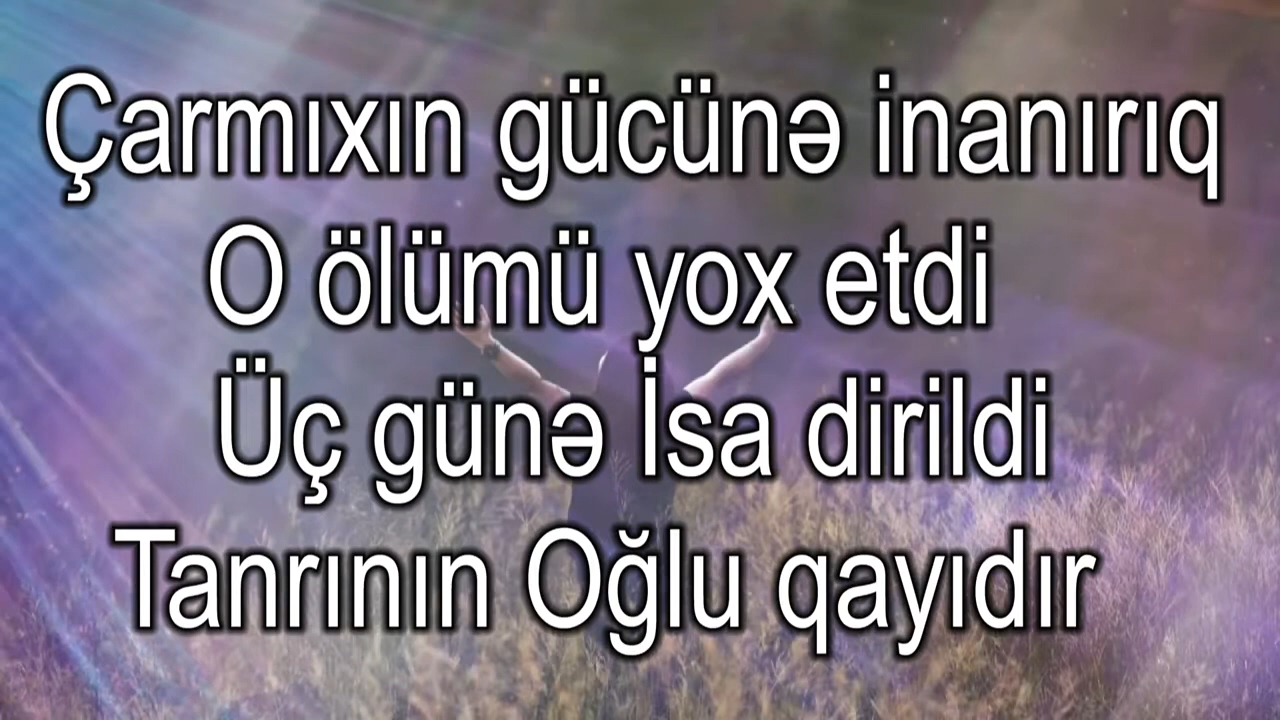 Çarmıxın gücünə inanırıq
O ölümü yox etdi
Üç günə İsa dirildi
Tanrının Oğlu qayıdır